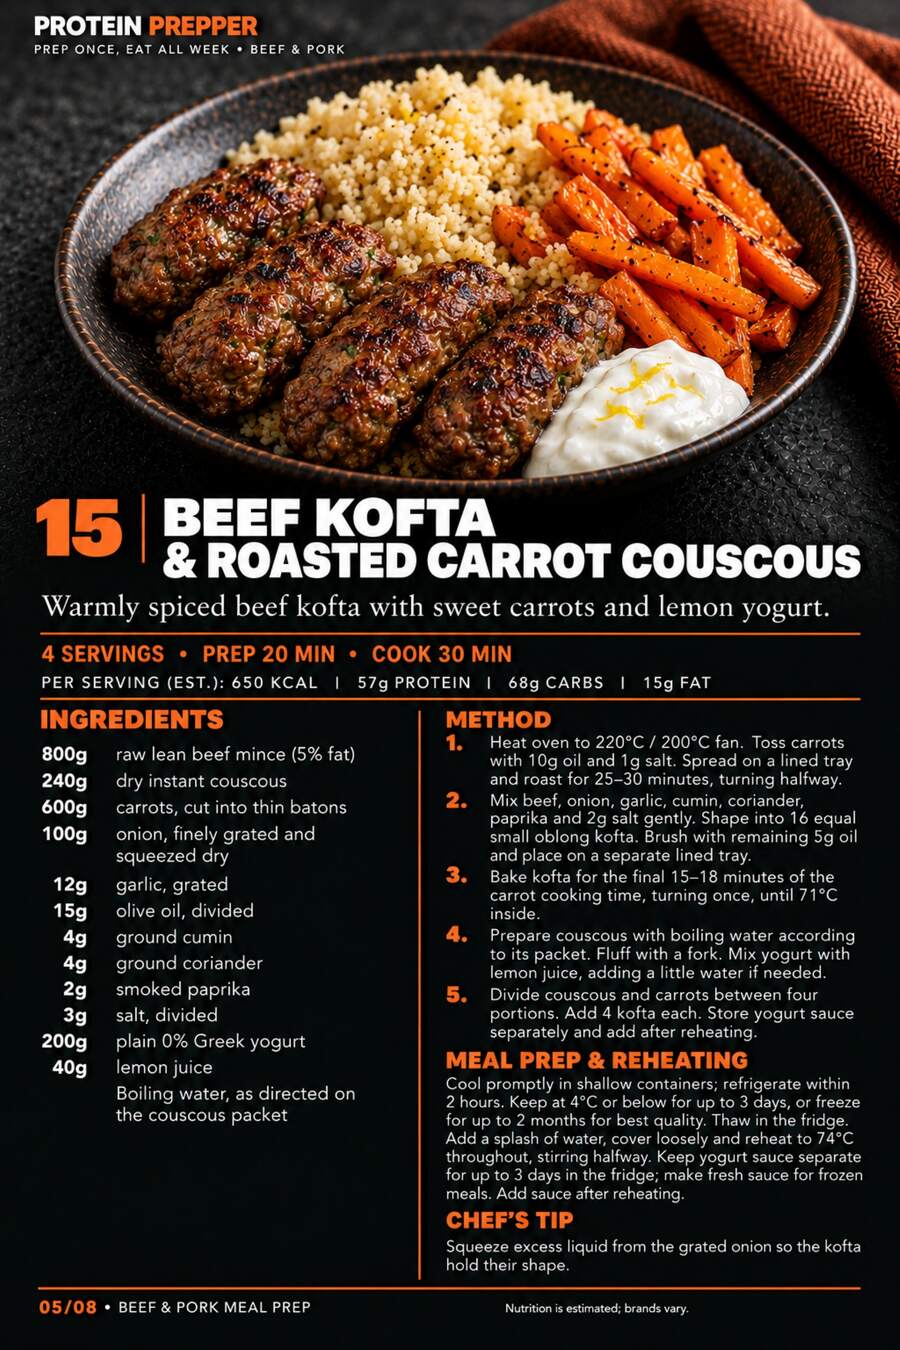 PROTEIN PREPPER
PREP ONCE, EAT ALL WEEK • BEEF & PORK
15
BEEF KOFTA
& ROASTED CARROT COUSCOUS
Warmly spiced beef kofta with sweet carrots and lemon yogurt.
4 SERVINGS • PREP 20 MIN • COOK 30 MIN
PER SERVING (EST.): 650 KCAL | 57g PROTEIN | 68g CARBS | 15g FAT
INGREDIENTS
800g raw lean beef mince (5% fat)
240g dry instant couscous
600g carrots, cut into thin batons
100g onion, finely grated and
squeezed dry
12g garlic, grated
15g olive oil, divided
4g ground cumin
4g ground coriander
2g smoked paprika
3g salt, divided
200g plain 0% Greek yogurt
40g lemon juice
Boiling water, as directed on
the couscous packet
METHOD
1. Heat oven to 220°C / 200°C fan. Toss carrots
with 10g oil and 1g salt. Spread on a lined tray
and roast for 25–30 minutes, turning halfway.
2. Mix beef, onion, garlic, cumin, coriander,
paprika and 2g salt gently. Shape into 16 equal
small oblong kofta. Brush with remaining 5g oil
and place on a separate lined tray.
3. Bake kofta for the final 15–18 minutes of the
carrot cooking time, turning once, until 71°C
inside.
4. Prepare couscous with boiling water according
to its packet. Fluff with a fork. Mix yogurt with
lemon juice, adding a little water if needed.
5. Divide couscous and carrots between four
portions. Add 4 kofta each. Store yogurt sauce
separately and add after reheating.
MEAL PREP & REHEATING
Cool promptly in shallow containers; refrigerate within
2 hours. Keep at 4°C or below for up to 3 days, or freeze
for up to 2 months for best quality. Thaw in the fridge.
Add a splash of water, cover loosely and reheat to 74°C
throughout, stirring halfway. Keep yogurt sauce separate
for up to 3 days in the fridge; make fresh sauce for frozen
meals. Add sauce after reheating.
CHEF'S TIP
Squeeze excess liquid from the grated onion so the kofta
hold their shape.
05/08 • BEEF & PORK MEAL PREP
Nutrition is estimated; brands vary.